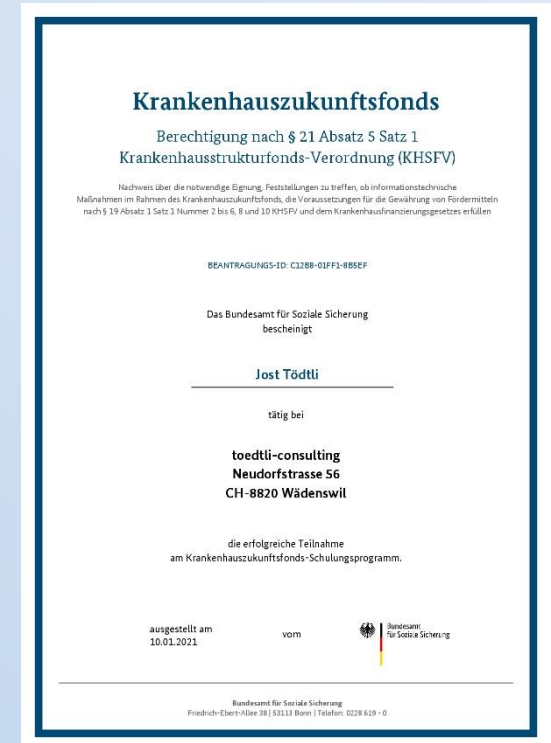 Krankenhauszukunftsfonds
Berechtigung nach § 21 Absatz 5 Satz 1
Krankenhausstrukturfonds-Verordnung (KHSFV)
Nachweis über die notwendige Eignung, Feststellungen zu treffen, ob informationstechnische
Maßnahmen im Rahmen des Krankenhauszukunftsfonds, die Voraussetzungen für die Gewährung von Fördermitteln
nach § 19 Absatz 1 Satz 1 Nummer 2 bis 6, 8 und 10 KHSFV und dem Krankenhausfinanzierungsgesetzes erfüllen
BEANTRAGUNGS-ID: C12B8-01FF1-8B5EF
Das Bundesamt für Soziale Sicherung
bescheinigt
Jost Tödtli
tätig bei
toedtli-consulting
Neudorfstrasse 56
CH-8820 Wädenswil
die erfolgreiche Teilnahme
am Krankenhauszukunftsfonds-Schulungsprogramm.
ausgestellt am
10.01.2021
vom
Bundesamt
für Soziale Sicherung
Bundesamt für Soziale Sicherung
Friedrich-Ebert-Allee 38 | 53113 Bonn | Telefon: 0228 619 - 0